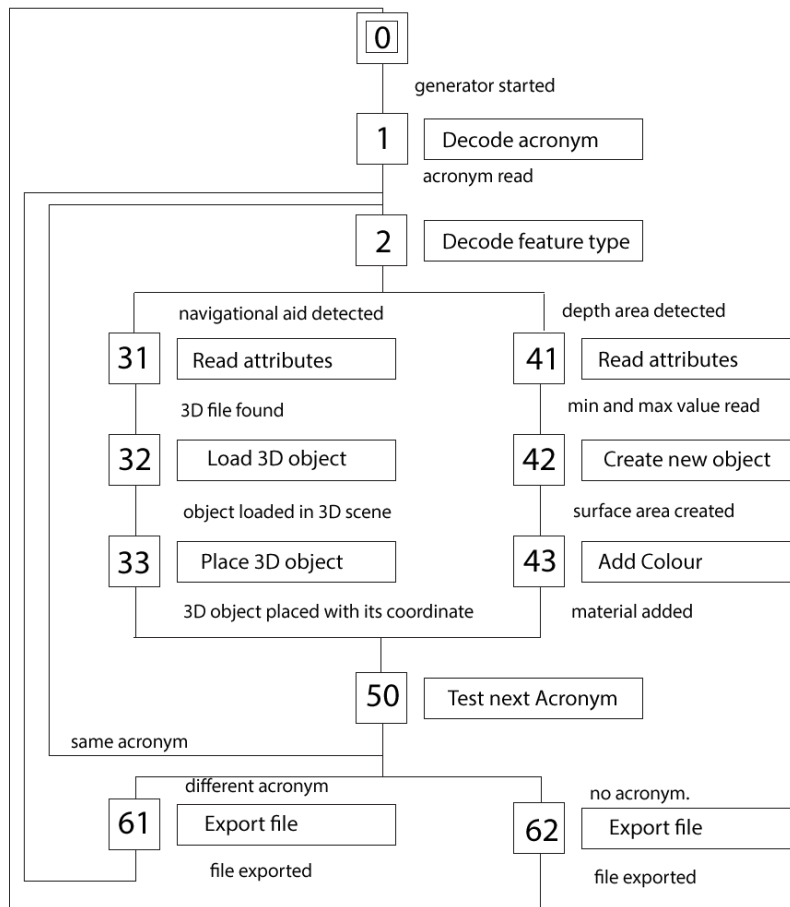 0
generator started
1
Decode acronym
acronym read
2
Decode feature type
navigational aid detected
depth area detected
31
Read attributes
41
Read attributes
3D file found
min and max value read
32
Load 3D object
42
Create new object
object loaded in 3D scene
surface area created
33
Place 3D object
43
Add Colour
3D object placed with its coordinate
material added
50
Test next Acronym
same acronym
different acronym
no acronym.
61
Export file
62
Export file
file exported
file exported